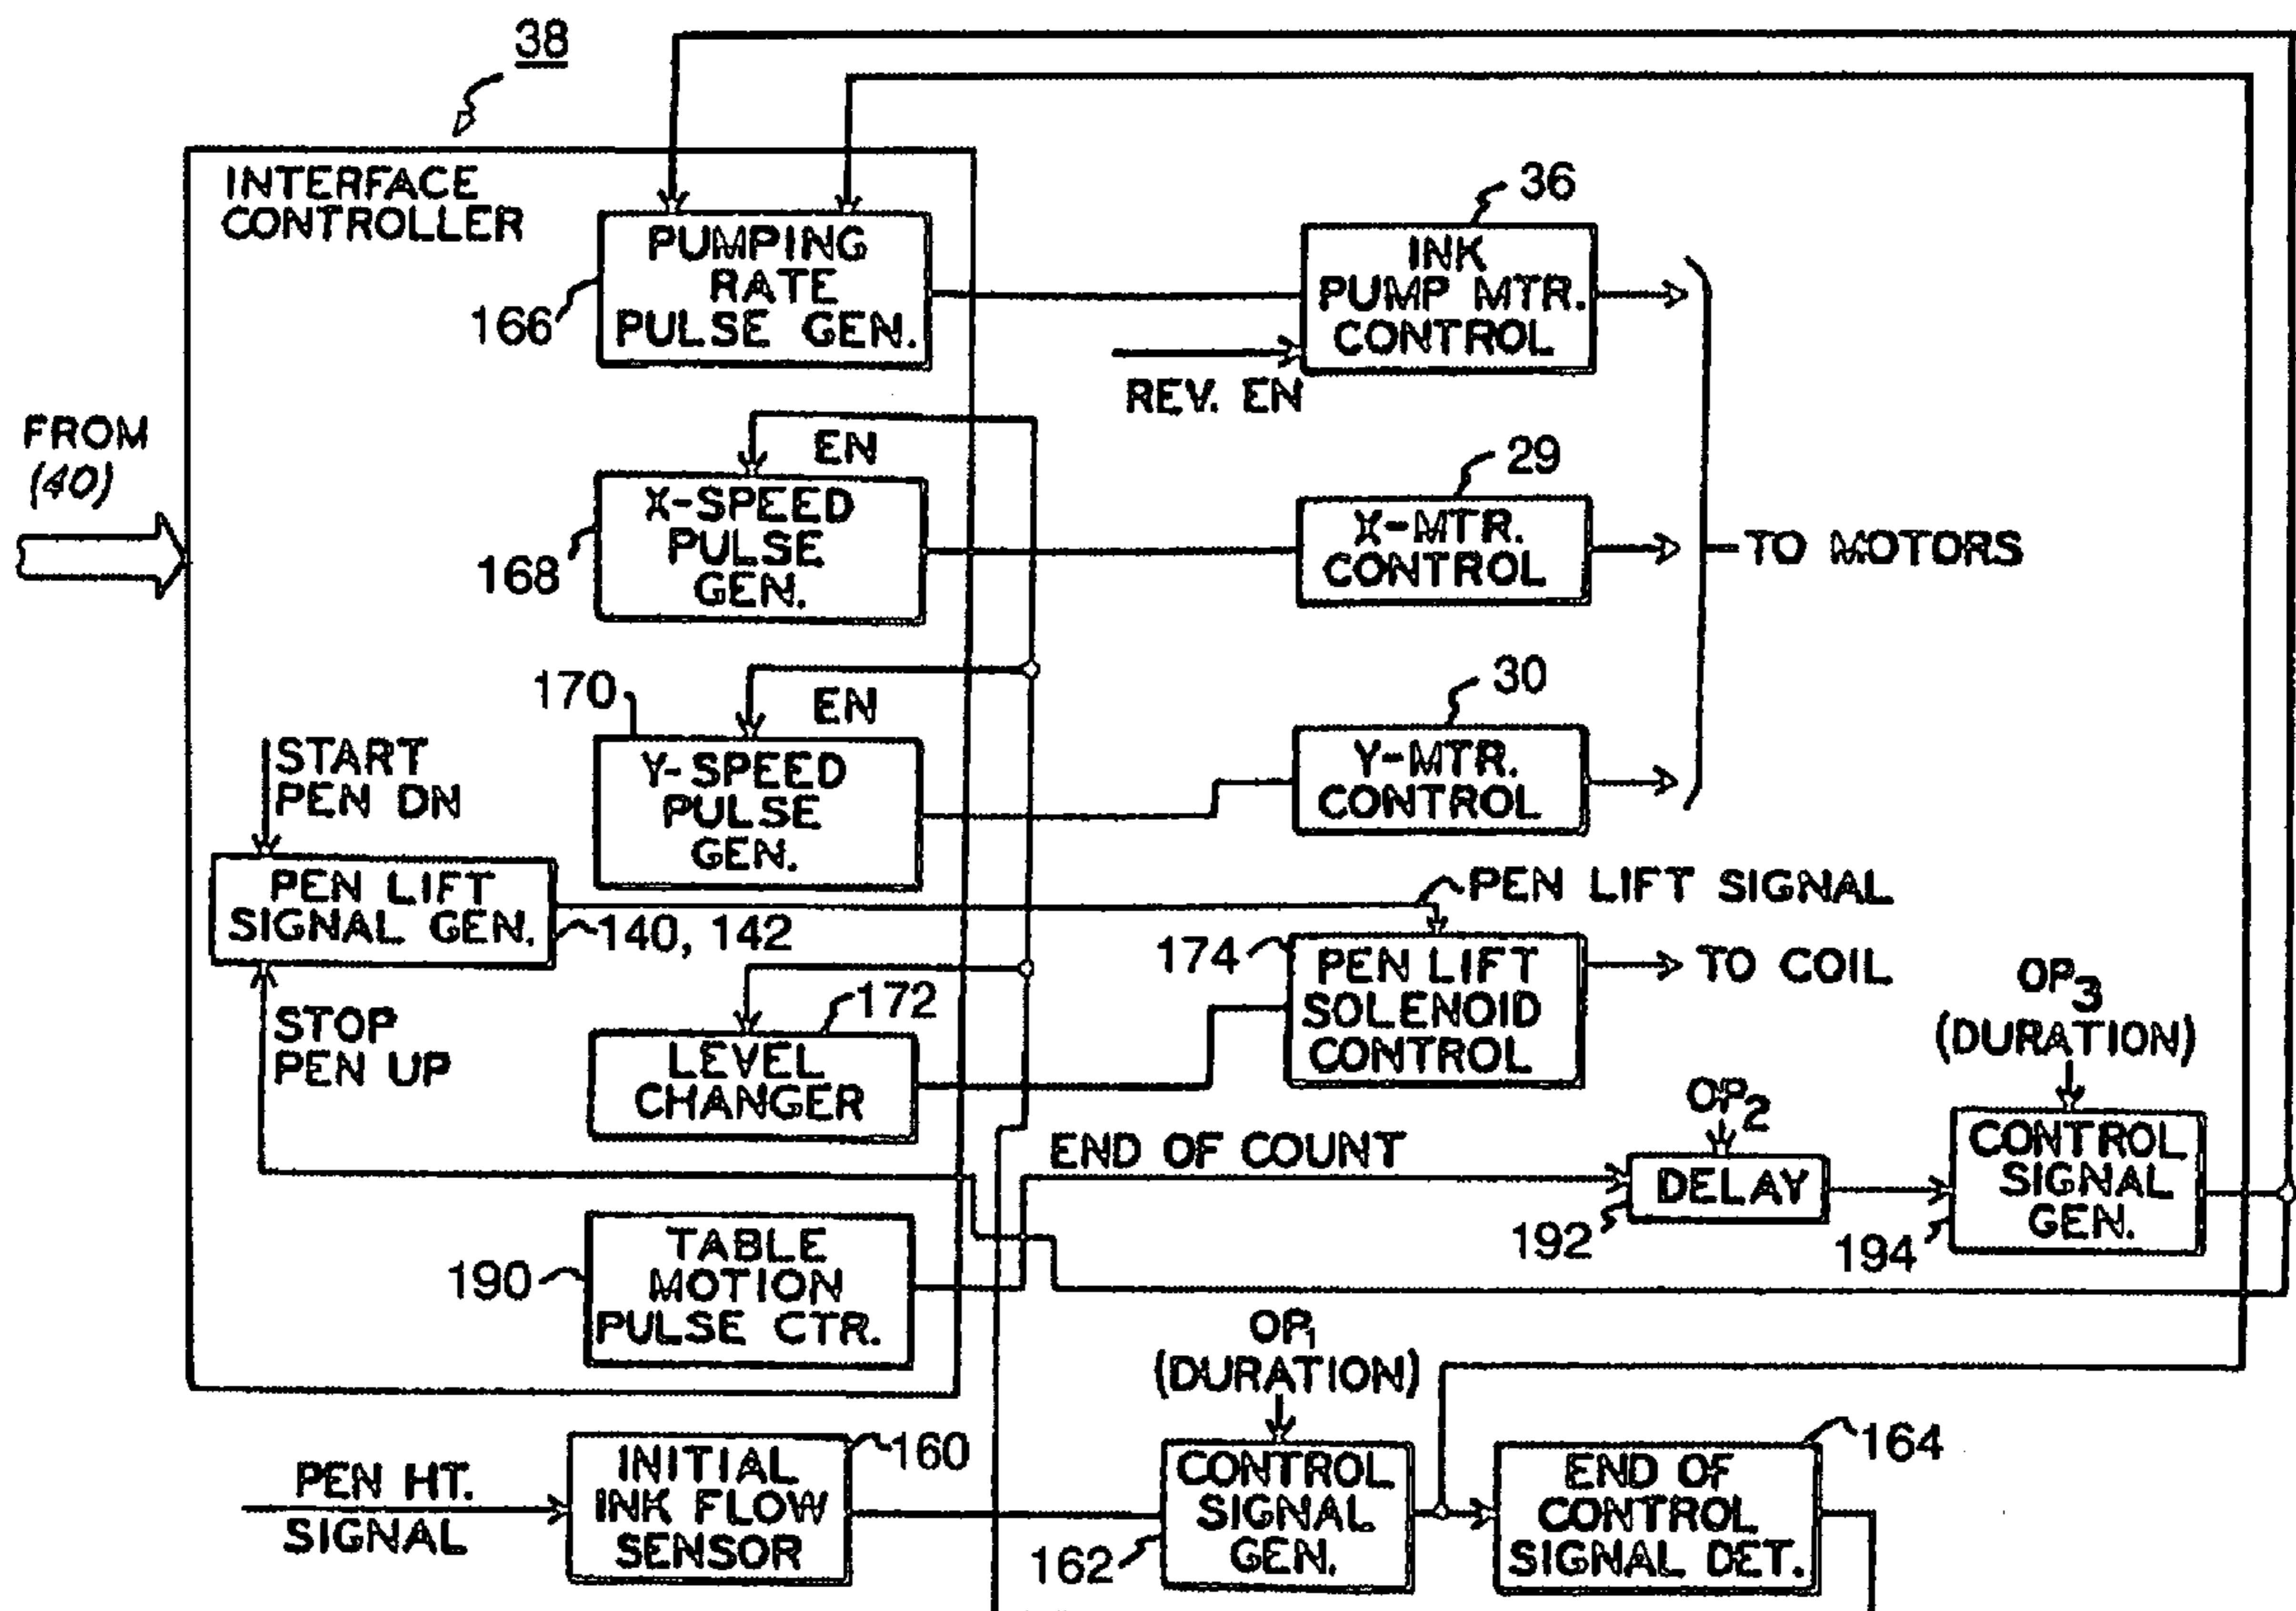 38
INTERFACE
CONTROLLER
PUMPING
RATE
PULSE GEN.
166
36
INK
PUMP MTR.
CONTROL
REV. EN
FROM
(40)
EN
X-SPEED
PULSE
GEN.
168
29
X-MTR.
CONTROL
TO MOTORS
170
EN
Y-SPEED
PULSE
GEN.
30
Y-MTR.
CONTROL
START
PEN DN
PEN LIFT
SIGNAL GEN.
140, 142
PEN LIFT SIGNAL
174
PEN LIFT
SOLENOID
CONTROL
TO COIL
STOP
PEN UP
172
LEVEL
CHANGER
OP3
(DURATION)
OP2
END OF COUNT
DELAY
192
CONTROL
SIGNAL
GEN.
194
190
TABLE
MOTION
PULSE CTR.
OP1
(DURATION)
PEN HT.
SIGNAL
INITIAL
INK FLOW
SENSOR
160
CONTROL
SIGNAL
GEN.
162
END OF
CONTROL
SIGNAL DET.
164